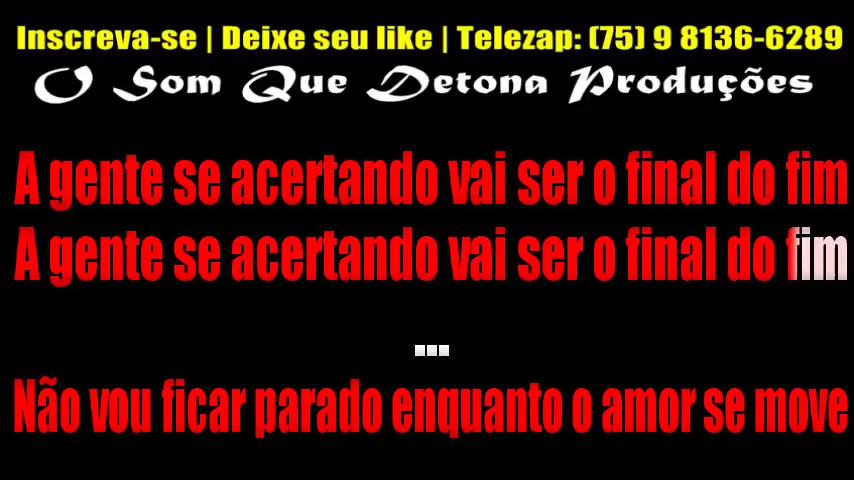 Inscreva-se | Deixe seu like | Telezap: (75) 9 8136-6289
O Som Que Detona Produções
A gente se acertando vai ser o final do fim
A gente se acertando vai ser o final do fim
...
Não vou ficar parado enquanto o amor se move